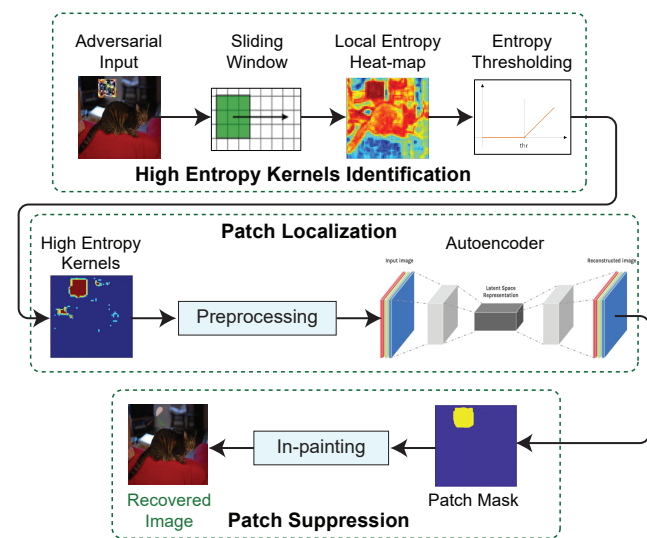 Adversarial
Input
Sliding
Window
Local Entropy
Heat-map
Entropy
Thresholding
thr
High Entropy Kernels Identification
Patch Localization
High Entropy
Kernels
Preprocessing
Autoencoder
Input Image
Latent Space
Representation
Reconstructed Image
In-painting
Recovered
Image
Patch Mask
Patch Suppression